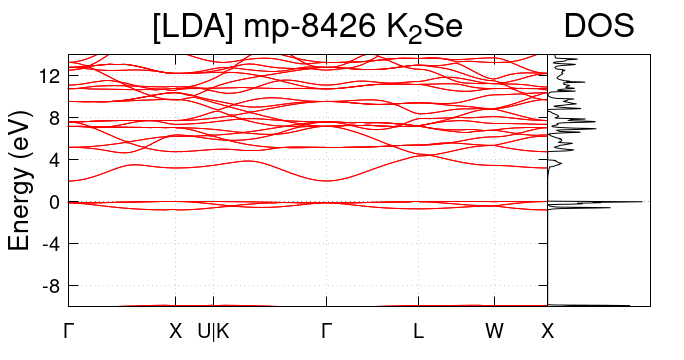 [LDA] mp-8426 K₂Se DOS
Energy (eV)
12
8
4
0
-4
-8
Γ X U|K Γ L W X